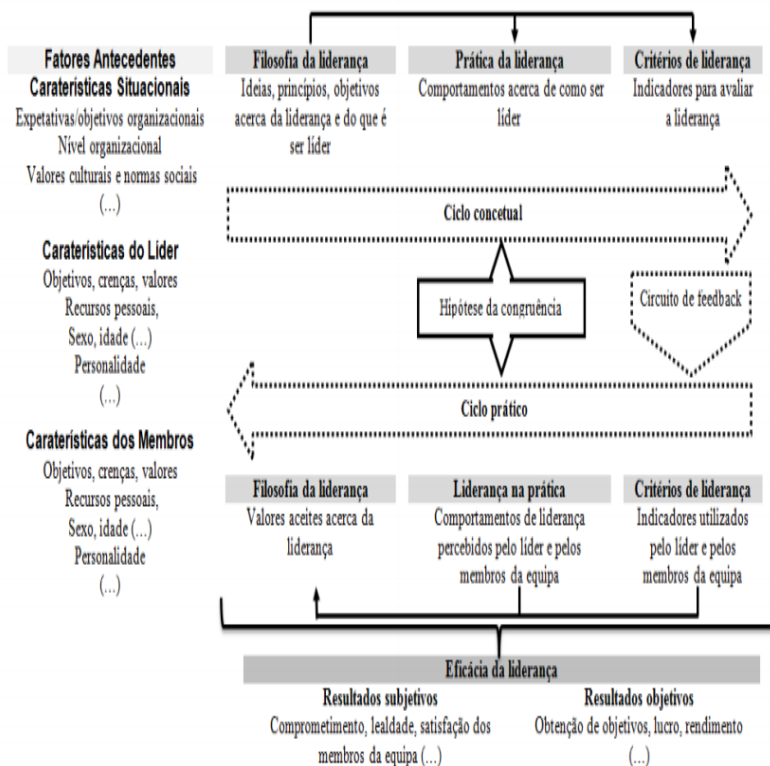 Fatores Antecedentes
Caraterísticas Situacionais
Expetativas/objetivos organizacionais
Nível organizacional
Valores culturais e normas sociais
(...)
Caraterísticas do Líder
Objetivos, crenças, valores
Recursos pessoais,
Sexo, idade (...)
Personalidade
(...)
Caraterísticas dos Membros
Objetivos, crenças, valores
Recursos pessoais,
Sexo, idade (...)
Personalidade
(...)
Filosofia da liderança
Ideias, princípios, objetivos
acerca da liderança e do que é
ser líder
Prática da liderança
Comportamentos acerca de como ser
líder
Critérios de liderança
Indicadores para avaliar
a liderança
Ciclo concetual
Hipótese da congruência
Circuito de feedback
Ciclo prático
Filosofia da liderança
Valores aceites acerca da
liderança
Liderança na prática
Comportamentos de liderança
percebidos pelo líder e pelos
membros da equipa
Critérios de liderança
Indicadores utilizados
pelo líder e pelos
membros da equipa
Eficácia da liderança
Resultados subjetivos
Comprometimento, lealdade, satisfação dos
membros da equipa (...)
Resultados objetivos
Obtenção de objetivos, lucro, rendimento
(...)